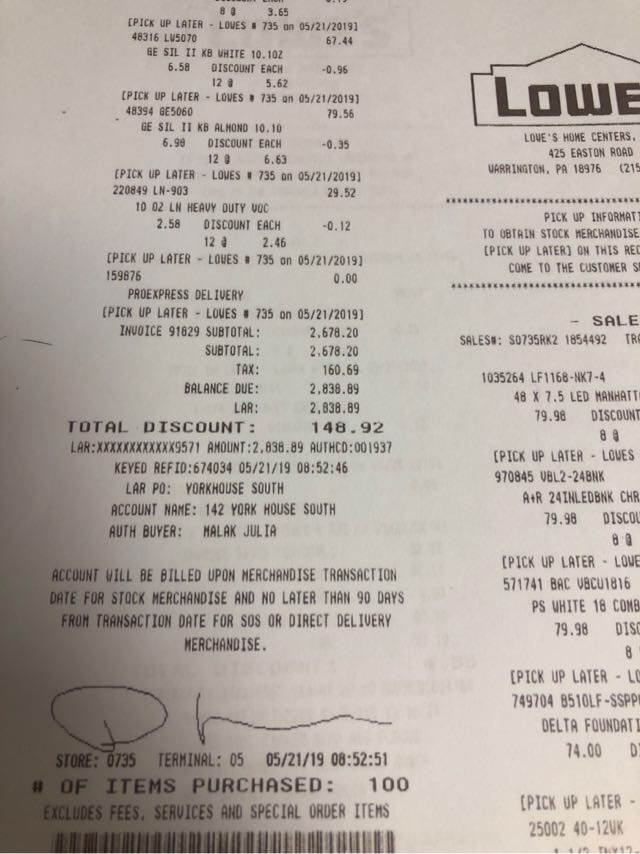 8 @ 3.65
[PICK UP LATER - LOWES # 735 on 05/21/2019]
48316 LW5070 67.44
GE SIL II KB WHITE 10.10Z
6.58 DISCOUNT EACH -0.96
12 @ 5.62
[PICK UP LATER - LOWES # 735 on 05/21/2019]
48394 GE5060 79.56
GE SIL II KB ALMOND 10.10
6.98 DISCOUNT EACH -0.35
12 @ 6.63
[PICK UP LATER - LOWES # 735 on 05/21/2019]
220849 LN-903 29.52
10 OZ LN HEAVY DUTY VOC
2.58 DISCOUNT EACH -0.12
12 @ 2.46
[PICK UP LATER - LOWES # 735 on 05/21/2019]
159876 0.00
PROEXPRESS DELIVERY
[PICK UP LATER - LOWES # 735 on 05/21/2019]
INVOICE 91829 SUBTOTAL: 2,678.20
SUBTOTAL: 2,678.20
TAX: 160.69
BALANCE DUE: 2,838.89
LAR: 2,838.89
TOTAL DISCOUNT: 148.92
LAR:XXXXXXXXXXXX9571 AMOUNT:2,838.89 AUTHCD:001937
KEYED REFID:674034 05/21/19 08:52:46
LAR PO: YORKHOUSE SOUTH
ACCOUNT NAME: 142 YORK HOUSE SOUTH
AUTH BUYER: MALAK JULIA
ACCOUNT WILL BE BILLED UPON MERCHANDISE TRANSACTION
DATE FOR STOCK MERCHANDISE AND NO LATER THAN 90 DAYS
FROM TRANSACTION DATE FOR SOS OR DIRECT DELIVERY
MERCHANDISE.
STORE: 0735 TERMINAL: 05 05/21/19 08:52:51
# OF ITEMS PURCHASED: 100
EXCLUDES FEES, SERVICES AND SPECIAL ORDER ITEMS
LOWE
LOWE'S HOME CENTERS,
425 EASTON ROAD
WARRINGTON, PA 18976 (215
*****************************
PICK UP INFORMATI
TO OBTAIN STOCK MERCHANDISE
[PICK UP LATER] ON THIS REC
COME TO THE CUSTOMER S
*****************************
- SALE
SALES#: S0735RK2 1854492 TRA
1035264 LF1168-NK7-4
48 X 7.5 LED MANHATT
79.98 DISCOUNT
8 @
[PICK UP LATER - LOWES
970845 VBL2-24BNK
A+R 24INLEDBNK CHR
79.98 DISCOU
8 @
[PICK UP LATER - LOWE
571741 BAC VBCU1816
PS WHITE 18 COMB
79.98 DISC
8 @
[PICK UP LATER - LO
749704 B510LF-SSPPU
DELTA FOUNDATI
74.00 DI
[PICK UP LATER -
25002 40-12WK